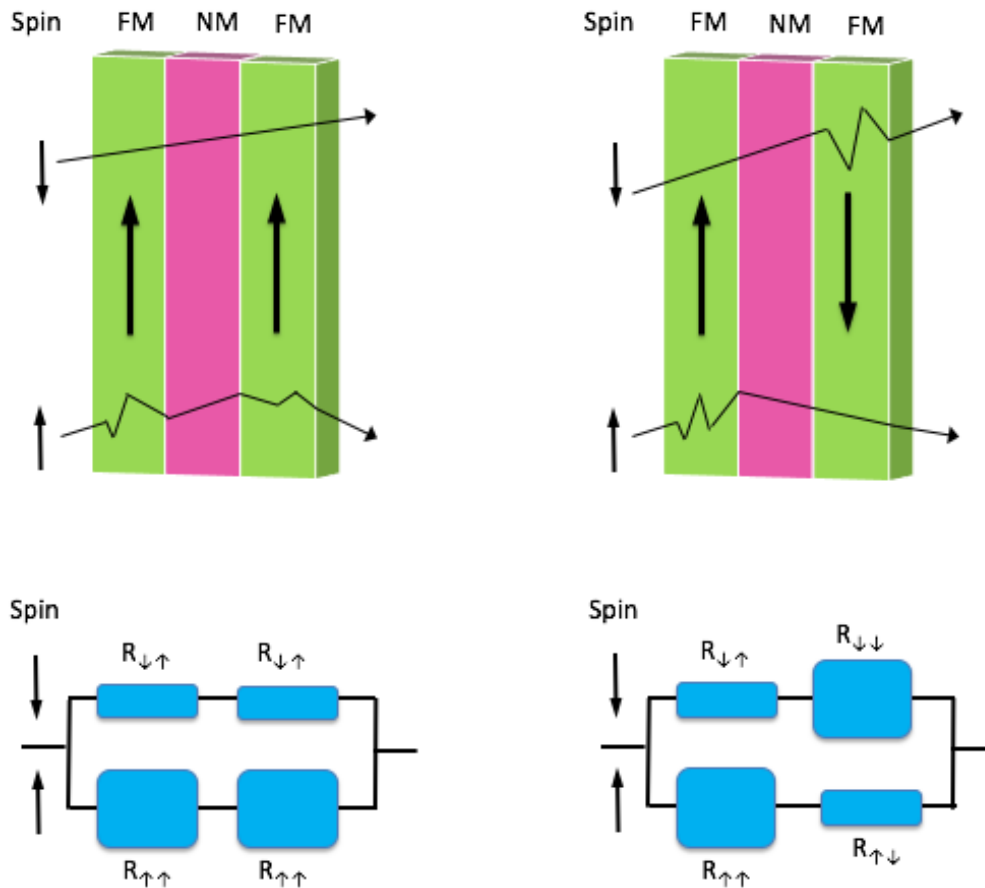 Spin FM NM FM
Spin FM NM FM
Spin
R↓↑ R↓↑
R↑↑ R↑↑
Spin
R↓↑ R↓↓
R↑↑ R↑↓